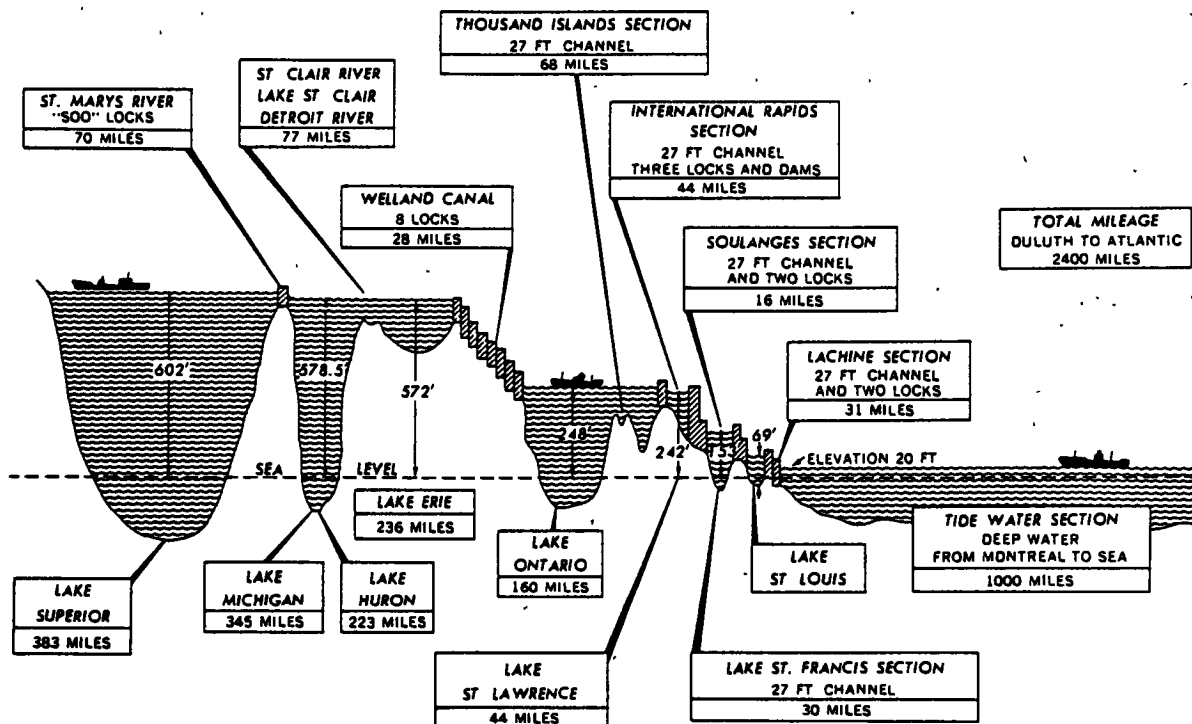 THOUSAND ISLANDS SECTION
27 FT CHANNEL
68 MILES
ST CLAIR RIVER
LAKE ST CLAIR
DETROIT RIVER
77 MILES
ST. MARYS RIVER
"SOO" LOCKS
70 MILES
INTERNATIONAL RAPIDS
SECTION
27 FT CHANNEL
THREE LOCKS AND DAMS
44 MILES
WELLAND CANAL
8 LOCKS
28 MILES
TOTAL MILEAGE
DULUTH TO ATLANTIC
2400 MILES
SOULANGES SECTION
27 FT CHANNEL
AND TWO LOCKS
16 MILES
LACHINE SECTION
27 FT CHANNEL
AND TWO LOCKS
31 MILES
602'
578.5
572'
248'
242'
69'
ELEVATION 20 FT
SEA LEVEL
LAKE ERIE
236 MILES
TIDE WATER SECTION
DEEP WATER
FROM MONTREAL TO SEA
1000 MILES
LAKE
ONTARIO
160 MILES
LAKE
ST LOUIS
LAKE
SUPERIOR
383 MILES
LAKE
MICHIGAN
345 MILES
LAKE
HURON
223 MILES
LAKE
ST LAWRENCE
44 MILES
LAKE ST. FRANCIS SECTION
27 FT CHANNEL
30 MILES